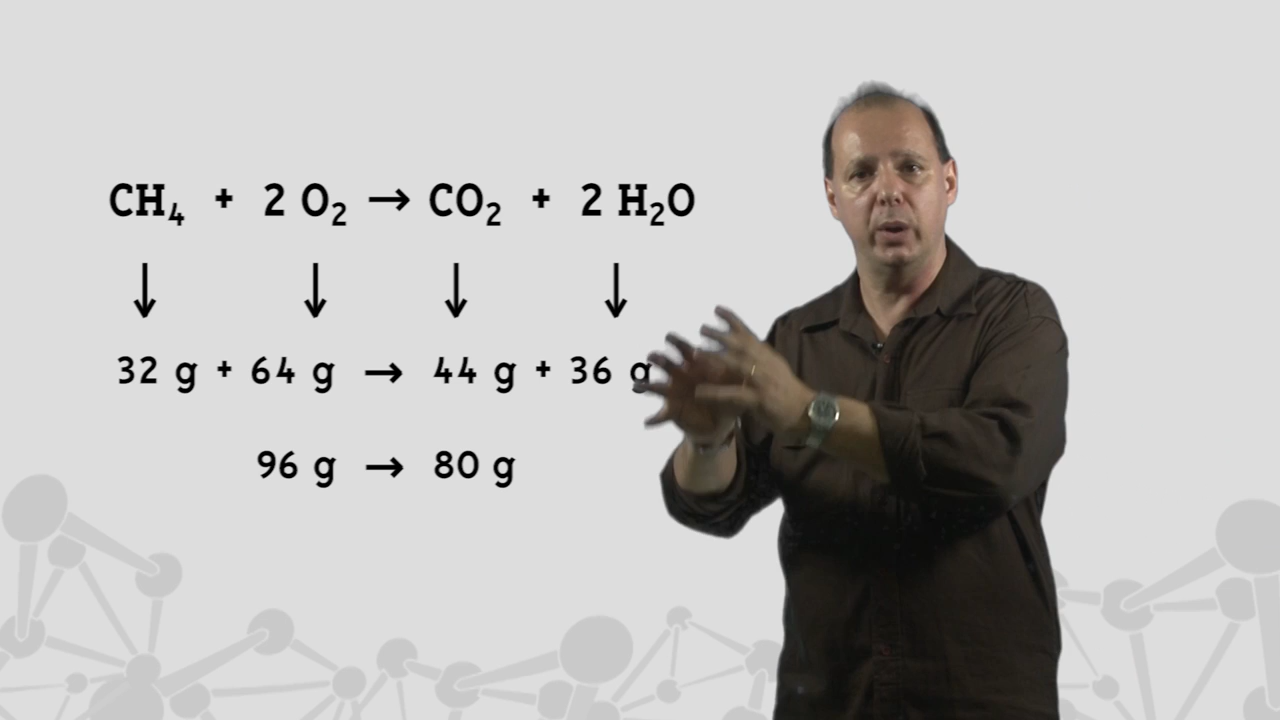 CH₄ + 2 O₂ → CO₂ + 2 H₂O
↓ ↓ ↓ ↓
32 g + 64 g → 44 g + 36 g
96 g → 80 g